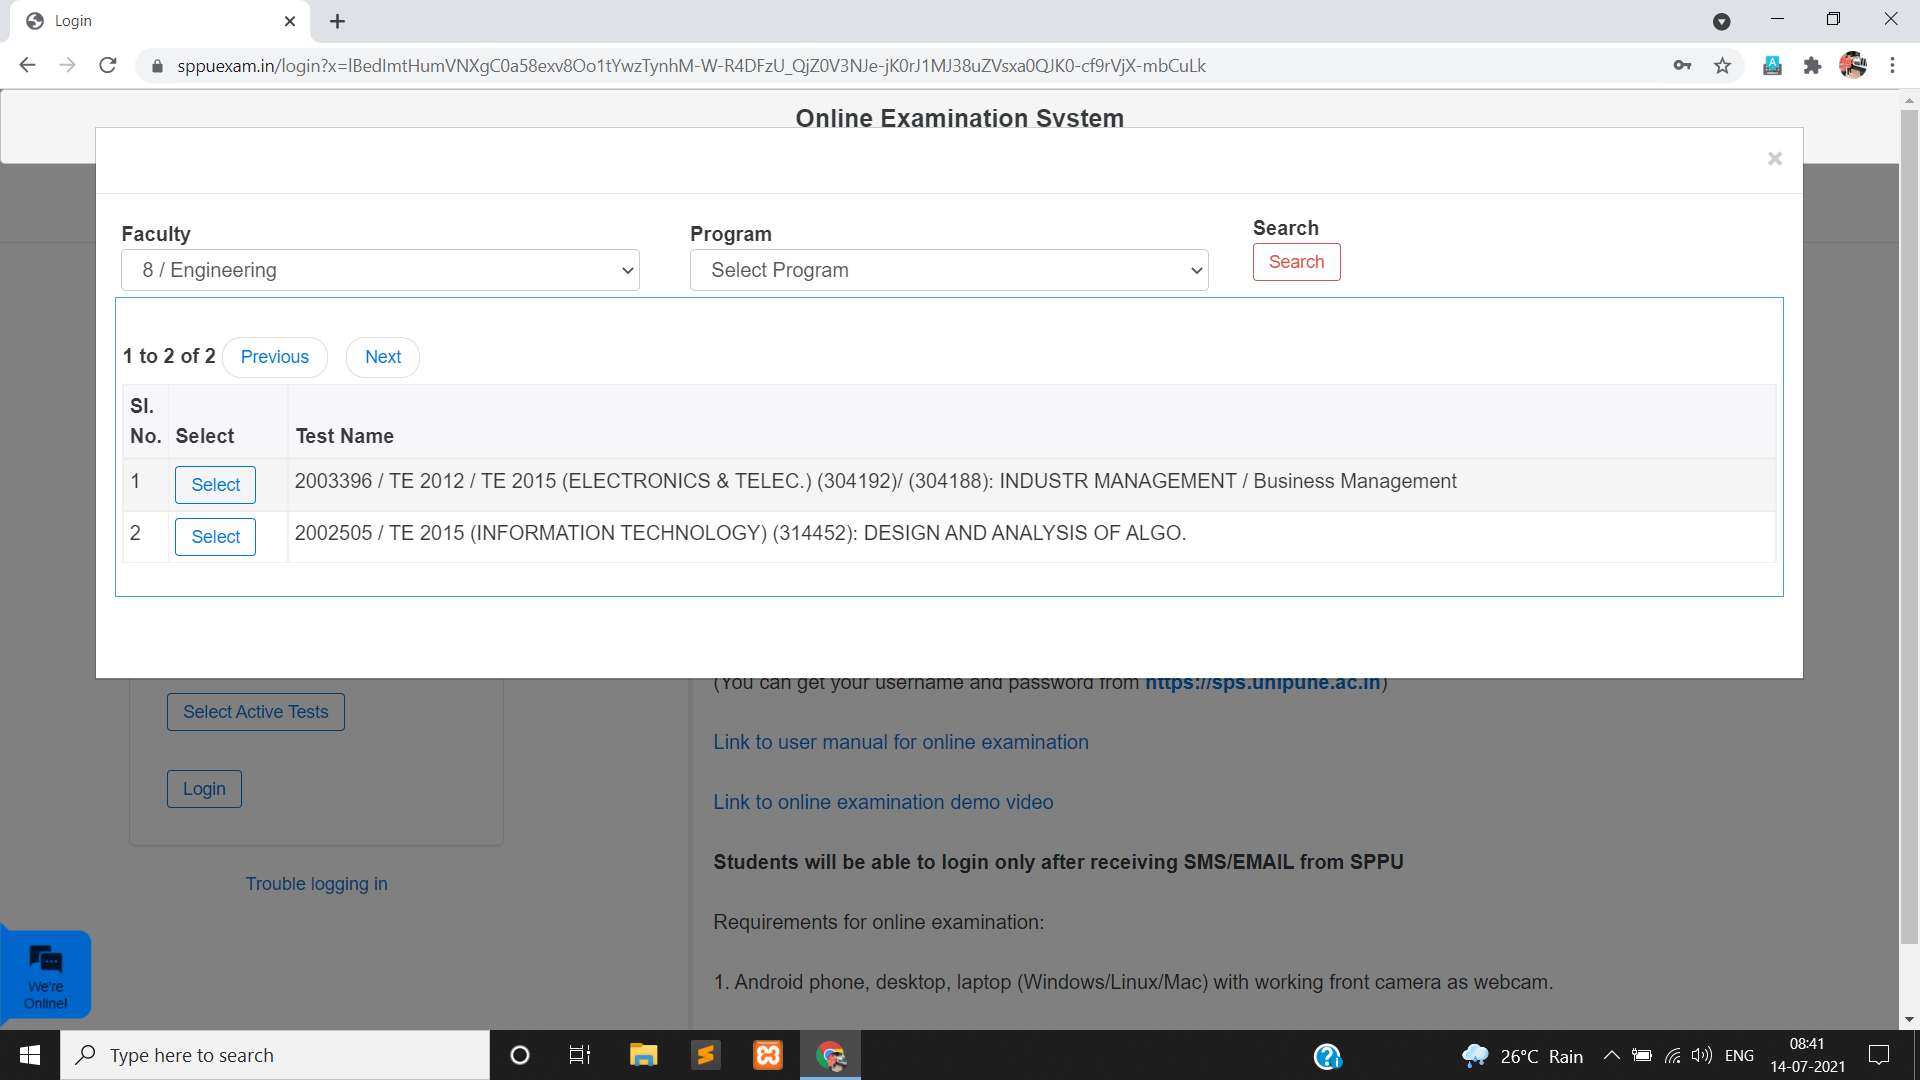 Login
sppuexam.in/login?x=IBedImtHumVNXgC0a58exv8Oo1tYwzTynhM-W-R4DFzU_QjZ0V3NJe-jK0rJ1MJ38uZVsxa0QJK0-cf9rVjX-mbCuLk
Online Examination System
Faculty
Program
Search
8 / Engineering
Select Program
Search
1 to 2 of 2
Previous
Next
Sl.
No. Select Test Name
1 Select 2003396 / TE 2012 / TE 2015 (ELECTRONICS & TELEC.) (304192)/ (304188): INDUSTR MANAGEMENT / Business Management
2 Select 2002505 / TE 2015 (INFORMATION TECHNOLOGY) (314452): DESIGN AND ANALYSIS OF ALGO.
(You can get your username and password from https://sps.unipune.ac.in)
Select Active Tests
Link to user manual for online examination
Login
Link to online examination demo video
Students will be able to login only after receiving SMS/EMAIL from SPPU
Trouble logging in
Requirements for online examination:
We're
Online!
1. Android phone, desktop, laptop (Windows/Linux/Mac) with working front camera as webcam.
Type here to search
26°C Rain
ENG
08:41
14-07-2021